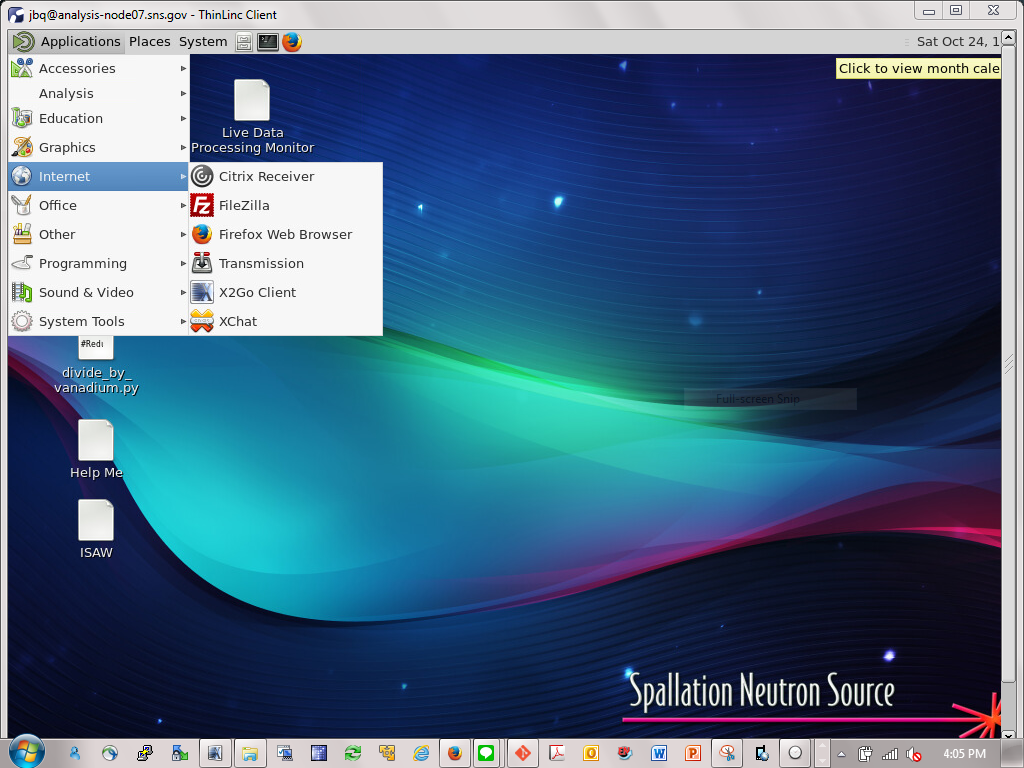 jbq@analysis-node07.sns.gov - ThinLinc Client
Applications Places System
Sat Oct 24, 1
Click to view month cale
Accessories
Analysis
Education
Graphics
Internet
Office
Other
Programming
Sound & Video
System Tools
Citrix Receiver
FileZilla
Firefox Web Browser
Transmission
X2Go Client
XChat
Live Data
Processing Monitor
#Redu
divide_by_
vanadium.py
Help Me
ISAW
Full-screen Snip
Spallation Neutron Source
4:05 PM